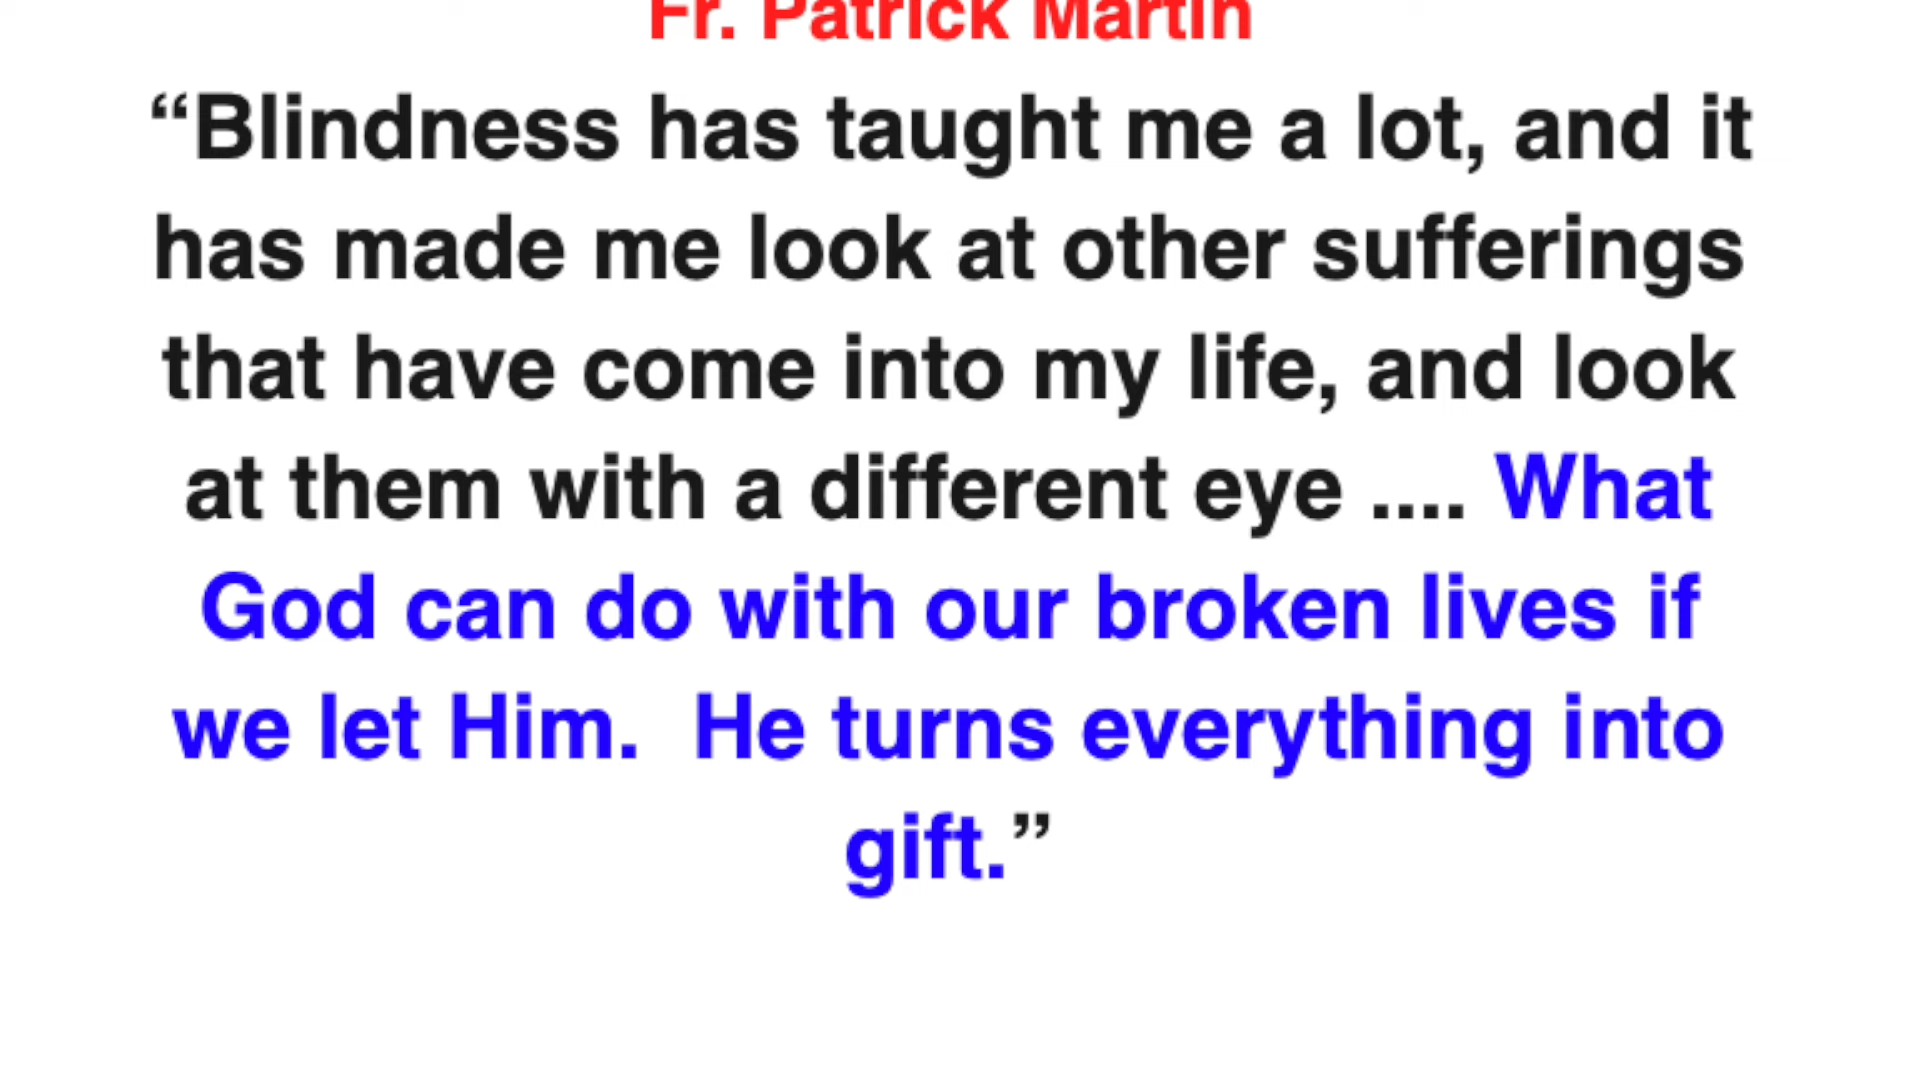 Fr. Patrick Martin
“Blindness has taught me a lot, and it
has made me look at other sufferings
that have come into my life, and look
at them with a different eye .... What
God can do with our broken lives if
we let Him.  He turns everything into
gift.”